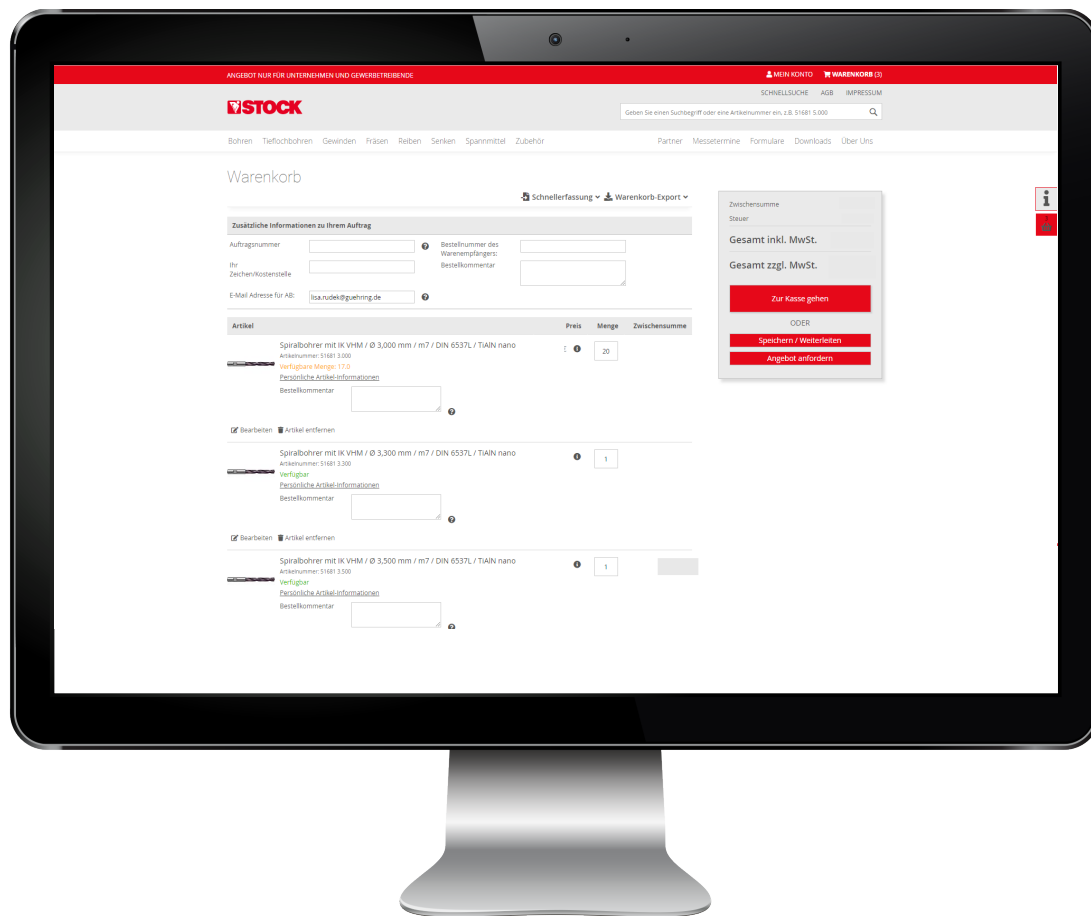 ANGEBOT NUR FÜR UNTERNEHMEN UND GEWERBETREIBENDE
MEIN KONTO WARENKORB (3)
SCHNELLSUCHE AGB IMPRESSUM
STOCK
Geben Sie einen Suchbegriff oder eine Artikelnummer ein, z.B. 51681 5.000
Bohren Tieflochbohren Gewinden Fräsen Reiben Senken Spannmittel Zubehör Partner Messetermine Formulare Downloads Über Uns
Warenkorb
Schnellerfassung Warenkorb-Export
Zusätzliche Informationen zu Ihrem Auftrag
Auftragsnummer
Bestellnummer des
Warenempfängers:
Ihr
Zeichen/Kostenstelle
Bestellkommentar
E-Mail Adresse für AB: lisa.rudek@guehring.de
Zwischensumme
Steuer
Gesamt inkl. MwSt.
Gesamt zzgl. MwSt.
Zur Kasse gehen
ODER
Speichern / Weiterleiten
Angebot anfordern
Artikel Preis Menge Zwischensumme
Spiralbohrer mit IK VHM / Ø 3,000 mm / m7 / DIN 6537L / TiAlN nano
20
Artikelnummer: 51681 3.000
Verfügbare Menge: 17.0
Persönliche Artikel-Informationen
Bestellkommentar
Bearbeiten Artikel entfernen
Spiralbohrer mit IK VHM / Ø 3,300 mm / m7 / DIN 6537L / TiAlN nano
1
Artikelnummer: 51681 3.300
Verfügbar
Persönliche Artikel-Informationen
Bestellkommentar
Bearbeiten Artikel entfernen
Spiralbohrer mit IK VHM / Ø 3,500 mm / m7 / DIN 6537L / TiAlN nano
1
Artikelnummer: 51681 3.500
Verfügbar
Persönliche Artikel-Informationen
Bestellkommentar